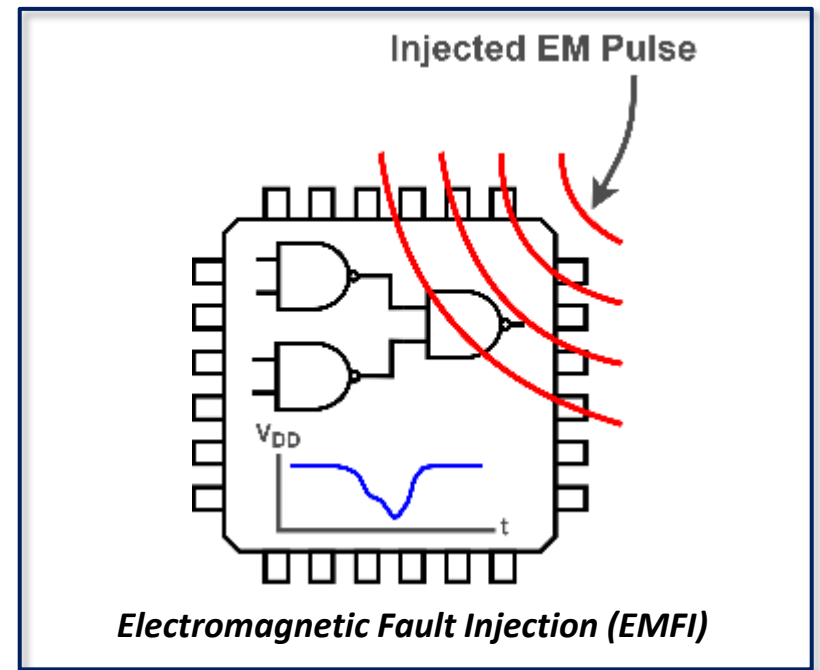 Injected EM Pulse
VDD
t
Electromagnetic Fault Injection (EMFI)